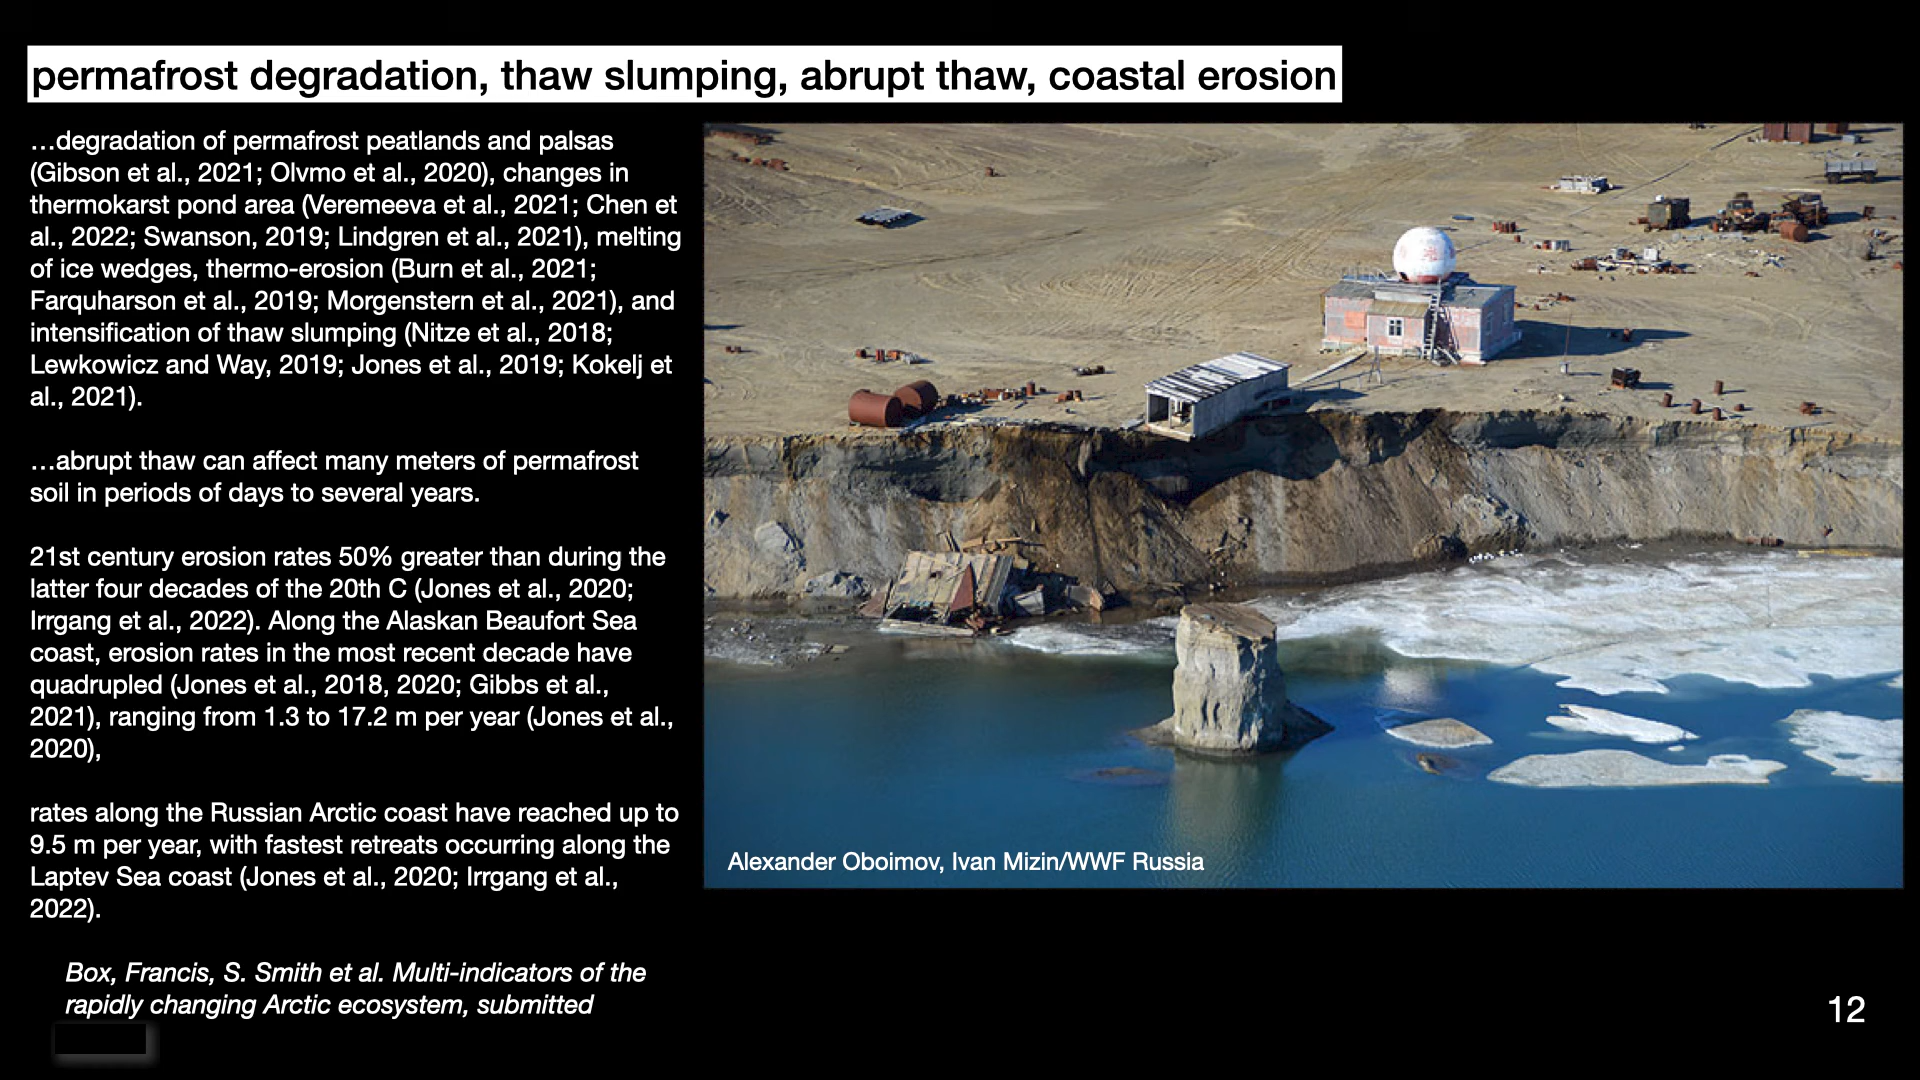 permafrost degradation, thaw slumping, abrupt thaw, coastal erosion
…degradation of permafrost peatlands and palsas
(Gibson et al., 2021; Olvmo et al., 2020), changes in
thermokarst pond area (Veremeeva et al., 2021; Chen et
al., 2022; Swanson, 2019; Lindgren et al., 2021), melting
of ice wedges, thermo-erosion (Burn et al., 2021;
Farquharson et al., 2019; Morgenstern et al., 2021), and
intensification of thaw slumping (Nitze et al., 2018;
Lewkowicz and Way, 2019; Jones et al., 2019; Kokelj et
al., 2021).
…abrupt thaw can affect many meters of permafrost
soil in periods of days to several years.
21st century erosion rates 50% greater than during the
latter four decades of the 20th C (Jones et al., 2020;
Irrgang et al., 2022). Along the Alaskan Beaufort Sea
coast, erosion rates in the most recent decade have
quadrupled (Jones et al., 2018, 2020; Gibbs et al.,
2021), ranging from 1.3 to 17.2 m per year (Jones et al.,
2020),
rates along the Russian Arctic coast have reached up to
9.5 m per year, with fastest retreats occurring along the
Laptev Sea coast (Jones et al., 2020; Irrgang et al.,
2022).
Box, Francis, S. Smith et al. Multi-indicators of the
rapidly changing Arctic ecosystem, submitted
Alexander Oboimov, Ivan Mizin/WWF Russia
12